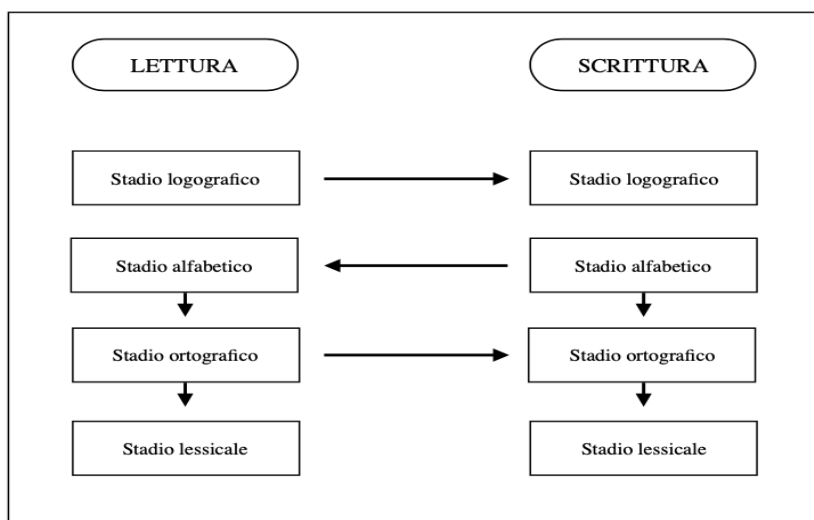 LETTURA
SCRITTURA
Stadio logografico
Stadio logografico
Stadio alfabetico
Stadio alfabetico
Stadio ortografico
Stadio ortografico
Stadio lessicale
Stadio lessicale